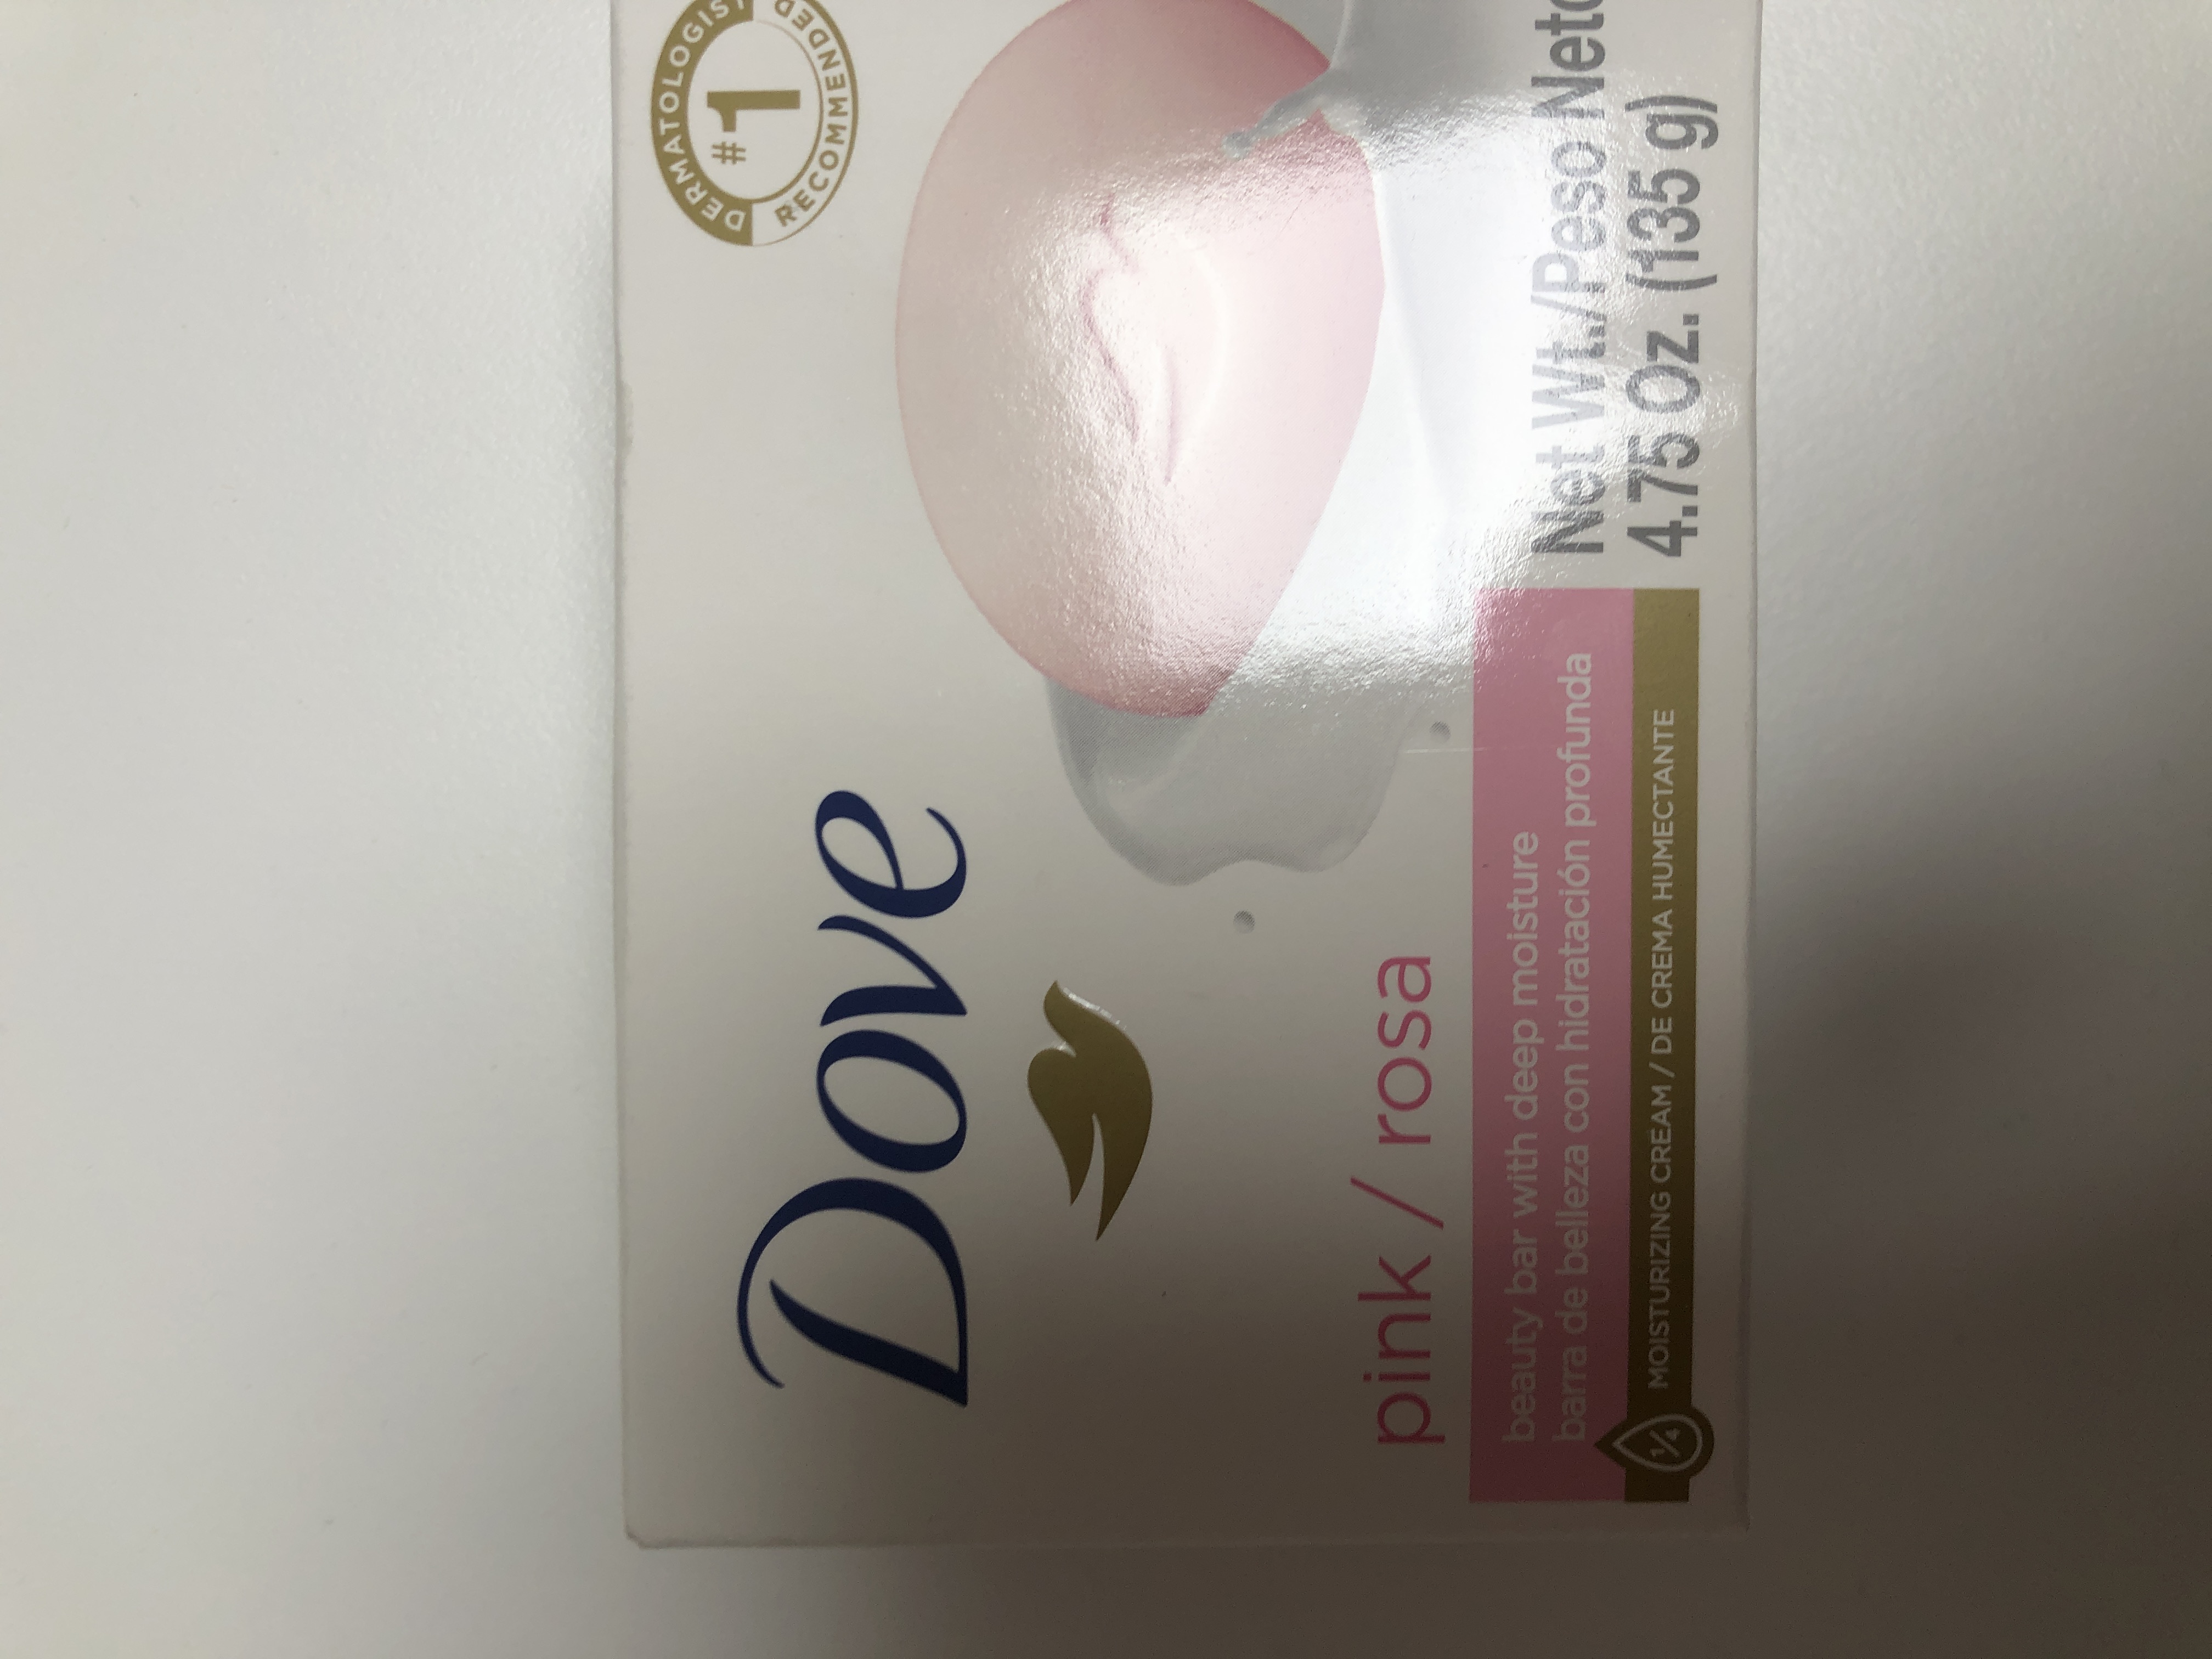 Dove
DERMATOLOGIST
#1
RECOMMENDED
pink / rosa
beauty bar with deep moisture
barra de belleza con hidratación profunda
1/4 MOISTURIZING CREAM / DE CREMA HUMECTANTE
Net Wt./Peso Neto
4.75 Oz. (135 g)